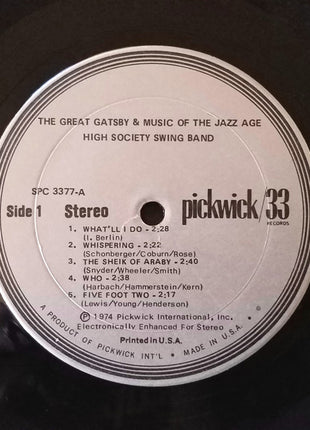 THE GREAT GATSBY & MUSIC OF THE JAZZ AGE
HIGH SOCIETY SWING BAND
SPC 3377-A
Side 1 Stereo
pickwick/33
RECORDS
1. WHAT'LL I DO - 2:28
(I. Berlin)
2. WHISPERING - 2:22
(Schonberger/Coburn/Rose)
3. THE SHEIK OF ARABY - 2:40
(Snyder/Wheeler/Smith)
4. WHO - 2:38
(Harbach/Hammerstein/Kern)
5. FIVE FOOT TWO - 2:17
(Lewis/Young/Henderson)
Ⓟ 1974 Pickwick International, Inc.
Electronically Enhanced For Stereo
Printed in U.S.A.
A PRODUCT OF PICKWICK INT'L • MADE IN U.S.A.